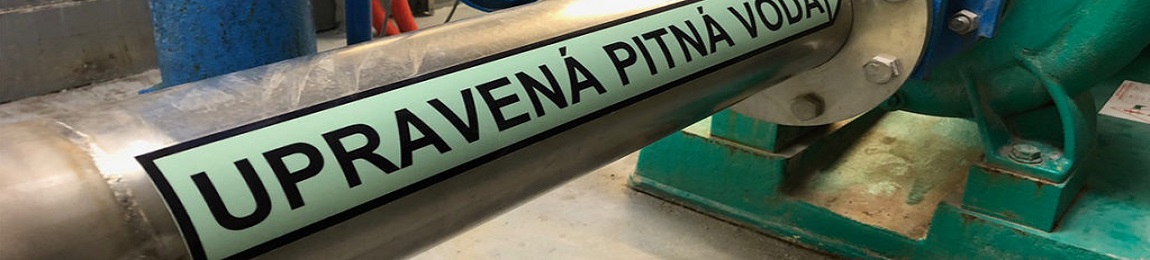 UPRAVENÁ PITNÁ VODA